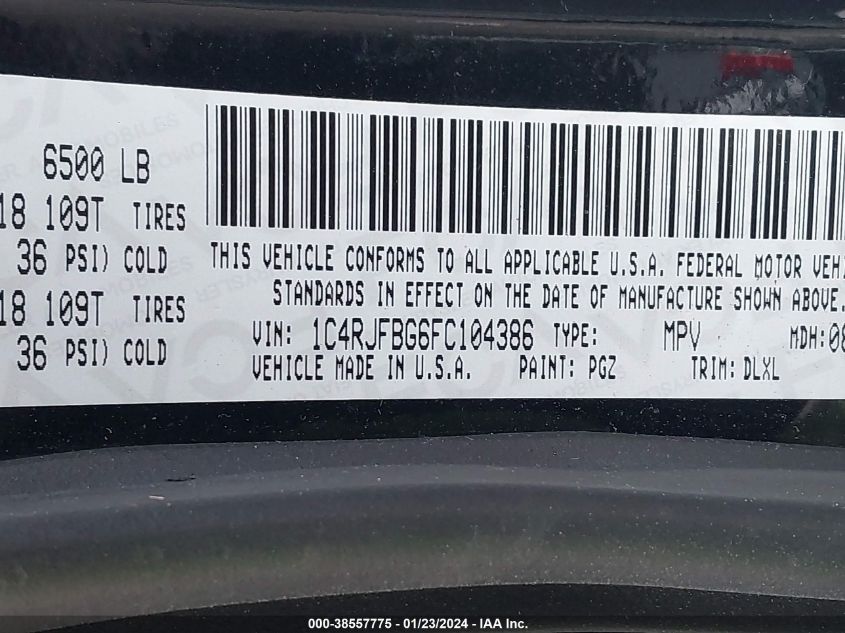 6500 LB
18 109T TIRES
36 PSI) COLD
18 109T TIRES
36 PSI) COLD
THIS VEHICLE CONFORMS TO ALL APPLICABLE U.S.A. FEDERAL MOTOR VEHI
STANDARDS IN EFFECT ON THE DATE OF MANUFACTURE SHOWN ABOVE.
VIN: 1C4RJFBG6FC104386 TYPE: MPV MDH:08
VEHICLE MADE IN U.S.A. PAINT: PGZ TRIM: DLXL
000-38557775 - 01/23/2024 - IAA Inc.